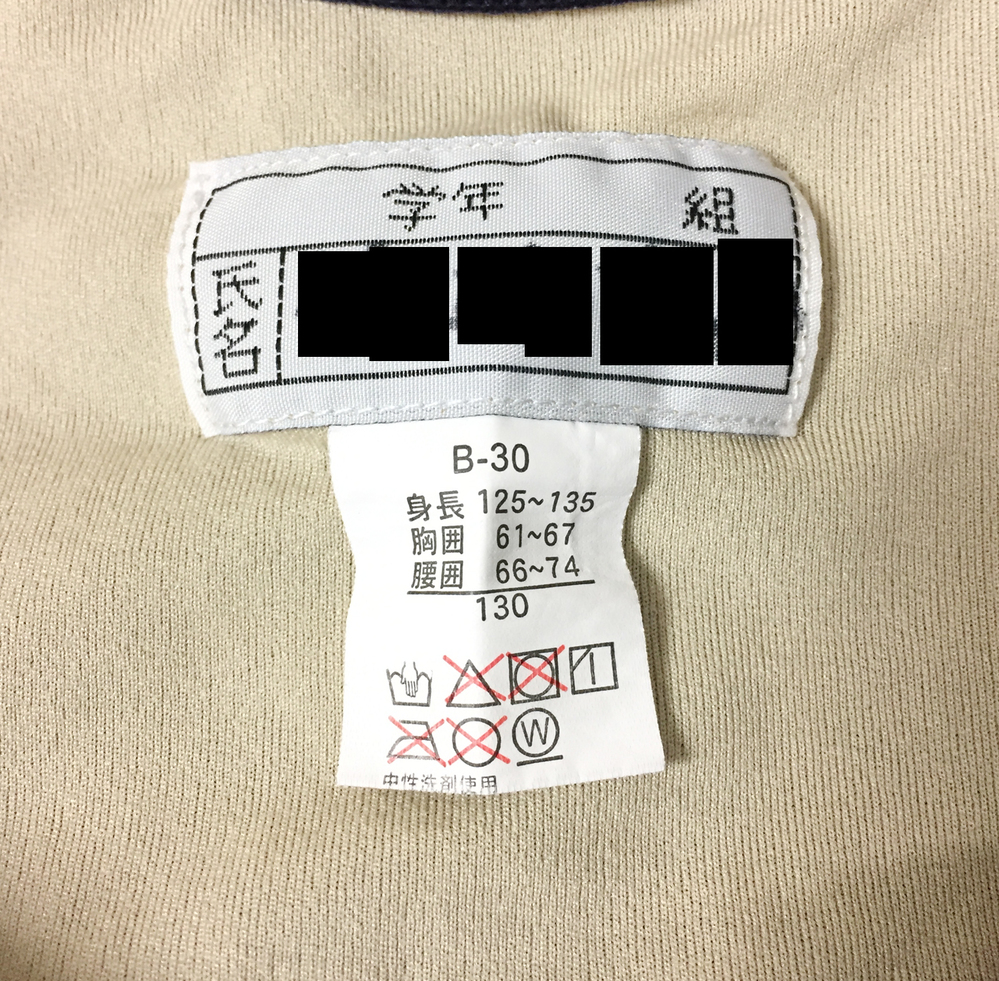 学年 組
氏名
B-30
身長 125~135
胸囲 61~67
腰囲 66~74
130
W
中性洗剤使用